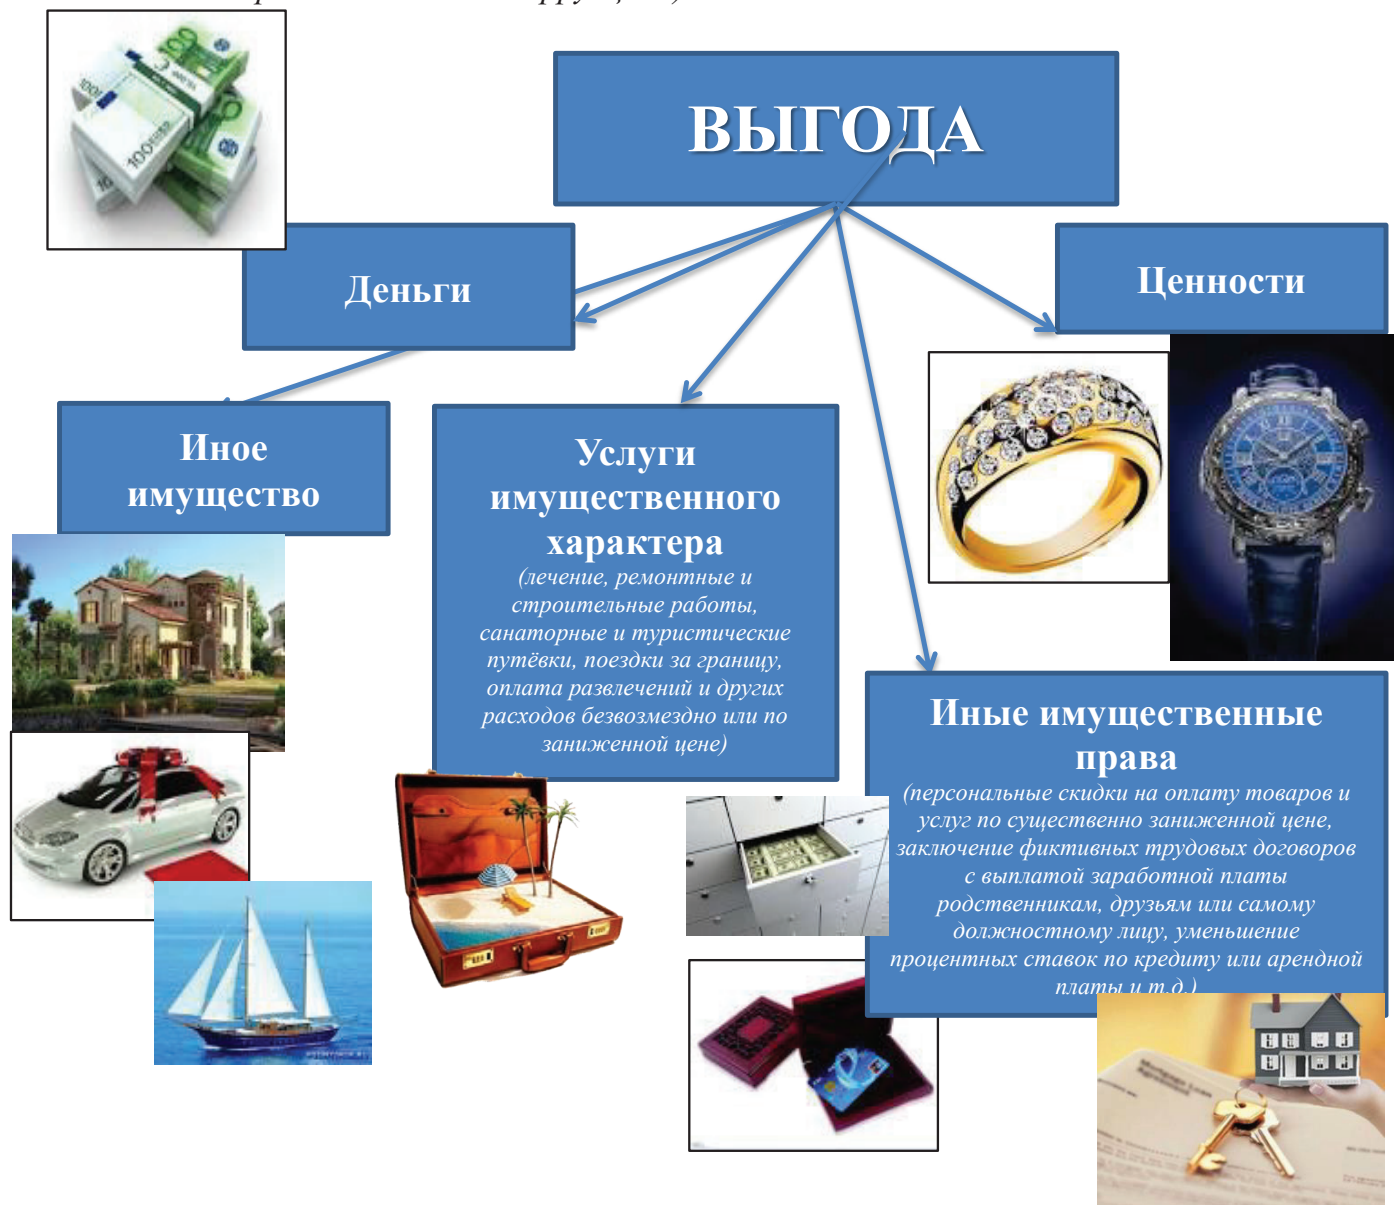 ВЫГОДА
Деньги
Ценности
Иное
имущество
Услуги
имущественного
характера
(лечение, ремонтные и
строительные работы,
санаторные и туристические
путёвки, поездки за границу,
оплата развлечений и других
расходов безвозмездно или по
заниженной цене)
Иные имущественные
права
(персональные скидки на оплату товаров и
услуг по существенно заниженной цене,
заключение фиктивных трудовых договоров
с выплатой заработной платы
родственникам, друзьям или самому
должностному лицу, уменьшение
процентных ставок по кредиту или арендной
платы и т.д.)
100
100